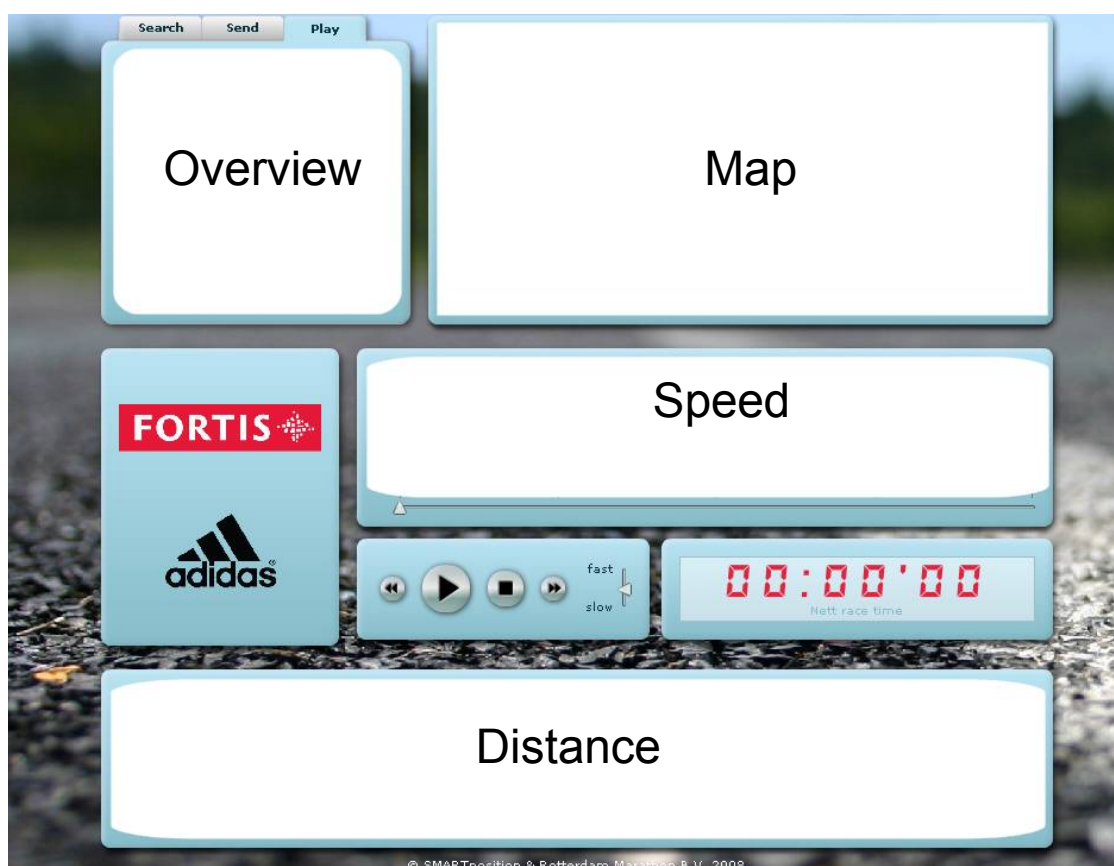 Search Send Play
Overview
Map
Speed
FORTIS
adidas®
fast
slow
00:00'00
Nett race time
Distance
© SMARTposition & Rotterdam Marathon B.V. 2008